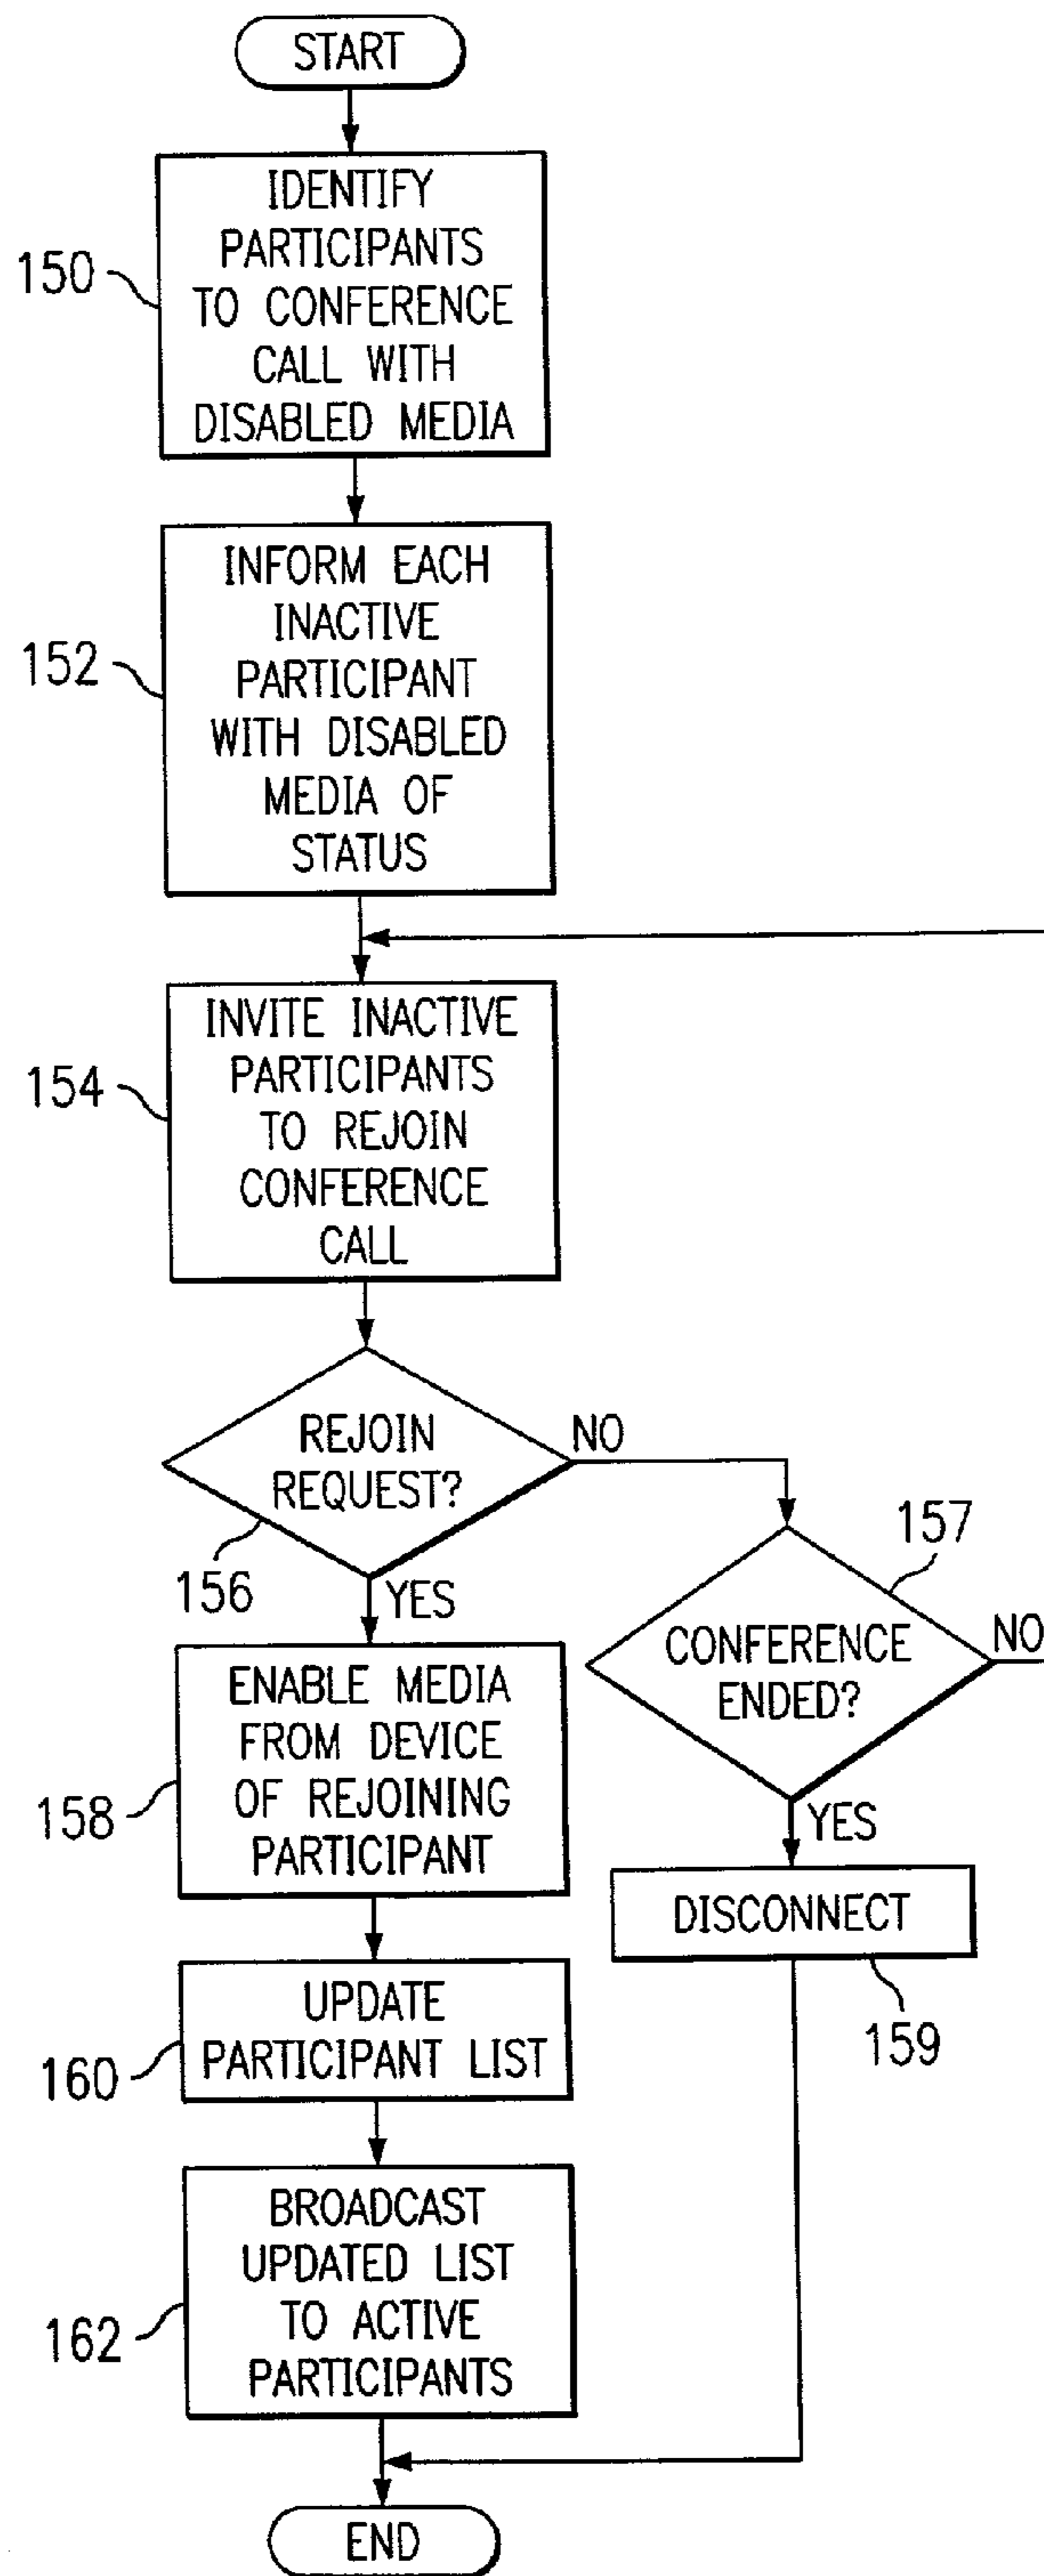 START
IDENTIFY
PARTICIPANTS
TO CONFERENCE
CALL WITH
DISABLED MEDIA
150
INFORM EACH
INACTIVE
PARTICIPANT
WITH DISABLED
MEDIA OF
STATUS
152
INVITE INACTIVE
PARTICIPANTS
TO REJOIN
CONFERENCE
CALL
154
REJOIN
REQUEST?
156
NO
YES
157
CONFERENCE
ENDED?
NO
YES
ENABLE MEDIA
FROM DEVICE
OF REJOINING
PARTICIPANT
158
DISCONNECT
159
UPDATE
PARTICIPANT LIST
160
BROADCAST
UPDATED LIST
TO ACTIVE
PARTICIPANTS
162
END